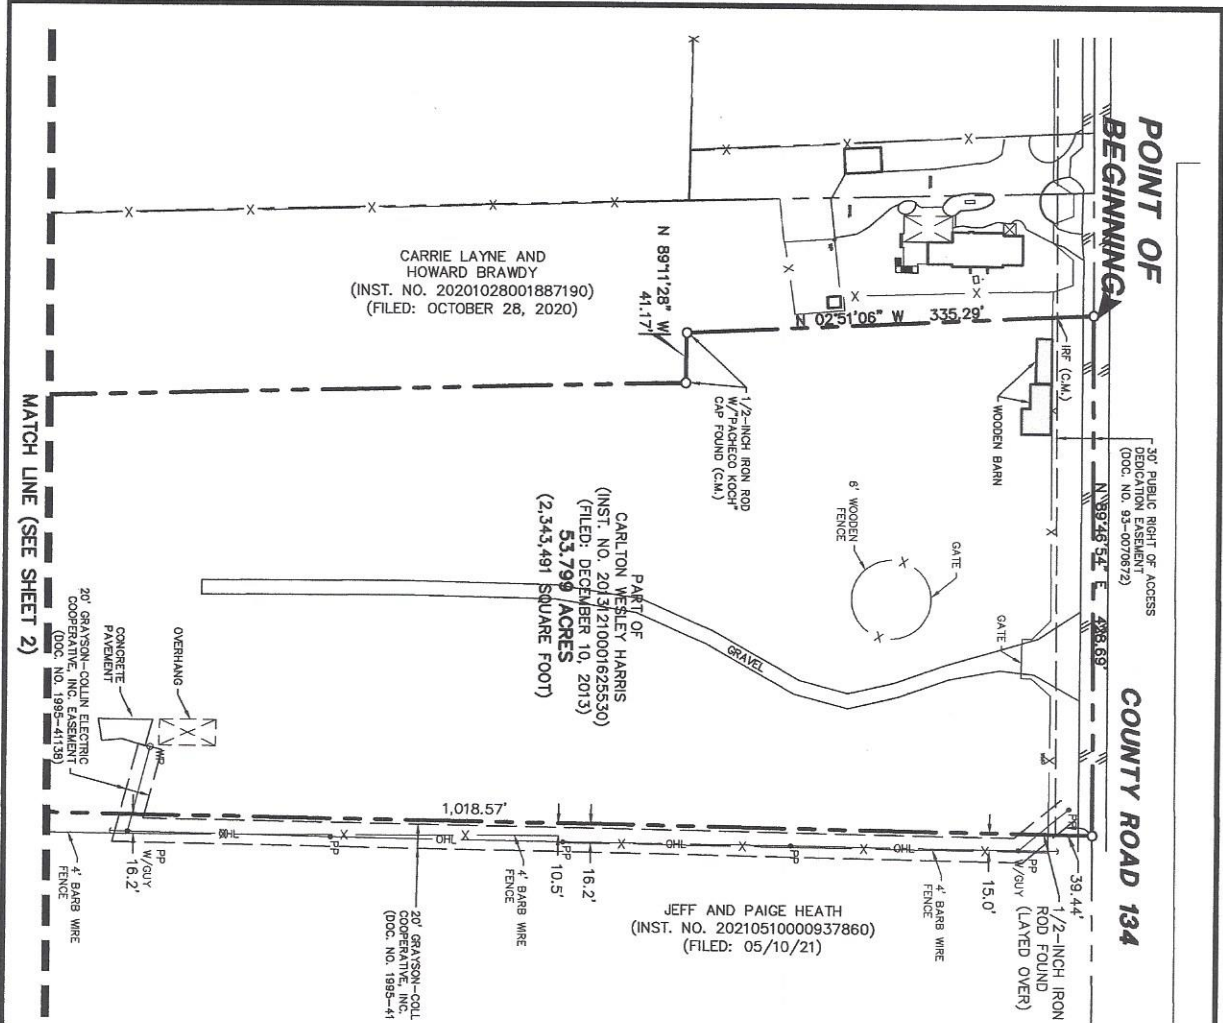 POINT OF
BEGINNING
30' PUBLIC RIGHT OF ACCESS
DEDICATION EASEMENT
(DOC. NO. 93-0070672)
COUNTY ROAD 134
N 89°46'54" E
IRF (C.M.)
WOODEN BARN
N 02°51'06" W 335.29'
N 89°11'28" W
41.17'
1/2-INCH IRON ROD
W/"PACHECO KOCH"
CAP FOUND (C.M.)
CARRIE LAYNE AND
HOWARD BRAWDY
(INST. NO. 20201028001887190)
(FILED: OCTOBER 28, 2020)
6' WOODEN
FENCE
GATE
GATE
GRAVEL
PART OF
CARLTON WESLEY HARRIS
(INST. NO. 20131210001625530)
(FILED: DECEMBER 10, 2013)
53.799 ACRES
(2,343,491 SQUARE FOOT)
OVERHANG
CONCRETE
PAVEMENT
20' GRAYSON-COLLIN ELECTRIC
COOPERATIVE, INC. EASEMENT
(DOC. NO. 1995-41138)
1,018.57'
OHL
OHL
OHL
OHL
PP
PP
PP
PP
W/GUY
PP
W/GUY
PP
39.44'
1/2-INCH IRON
ROD FOUND
(LAYED OVER)
15.0'
16.2'
10.5'
16.2'
4' BARB WIRE
FENCE
4' BARB WIRE
FENCE
4' BARB WIRE
FENCE
JEFF AND PAIGE HEATH
(INST. NO. 20210510000937860)
(FILED: 05/10/21)
20' GRAYSON-COLL
COOPERATIVE, INC.
(DOC. NO. 1995-41
MATCH LINE (SEE SHEET 2)